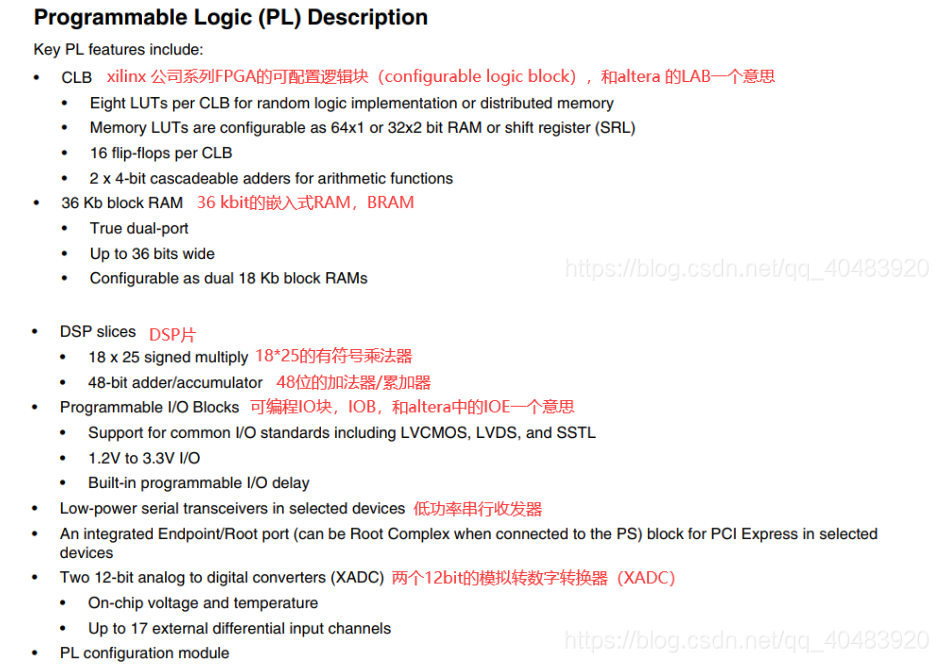 Programmable Logic (PL) Description
Key PL features include:
• CLB xilinx 公司系列FPGA的可配置逻辑块（configurable logic block），和altera 的LAB一个意思
• Eight LUTs per CLB for random logic implementation or distributed memory
• Memory LUTs are configurable as 64x1 or 32x2 bit RAM or shift register (SRL)
• 16 flip-flops per CLB
• 2 x 4-bit cascadeable adders for arithmetic functions
• 36 Kb block RAM 36 kbit的嵌入式RAM，BRAM
• True dual-port
• Up to 36 bits wide
https://blog.csdn.net/qq_40483920
• Configurable as dual 18 Kb block RAMs
• DSP slices DSP片
• 18 x 25 signed multiply 18*25的有符号乘法器
• 48-bit adder/accumulator 48位的加法器/累加器
• Programmable I/O Blocks 可编程IO块，IOB，和altera中的IOE一个意思
• Support for common I/O standards including LVCMOS, LVDS, and SSTL
• 1.2V to 3.3V I/O
• Built-in programmable I/O delay
• Low-power serial transceivers in selected devices 低功率串行收发器
• An integrated Endpoint/Root port (can be Root Complex when connected to the PS) block for PCI Express in selected
devices
• Two 12-bit analog to digital converters (XADC) 两个12bit的模拟转数字转换器（XADC）
• On-chip voltage and temperature
• Up to 17 external differential input channels
https://blog.csdn.net/qq_40483920
• PL configuration module